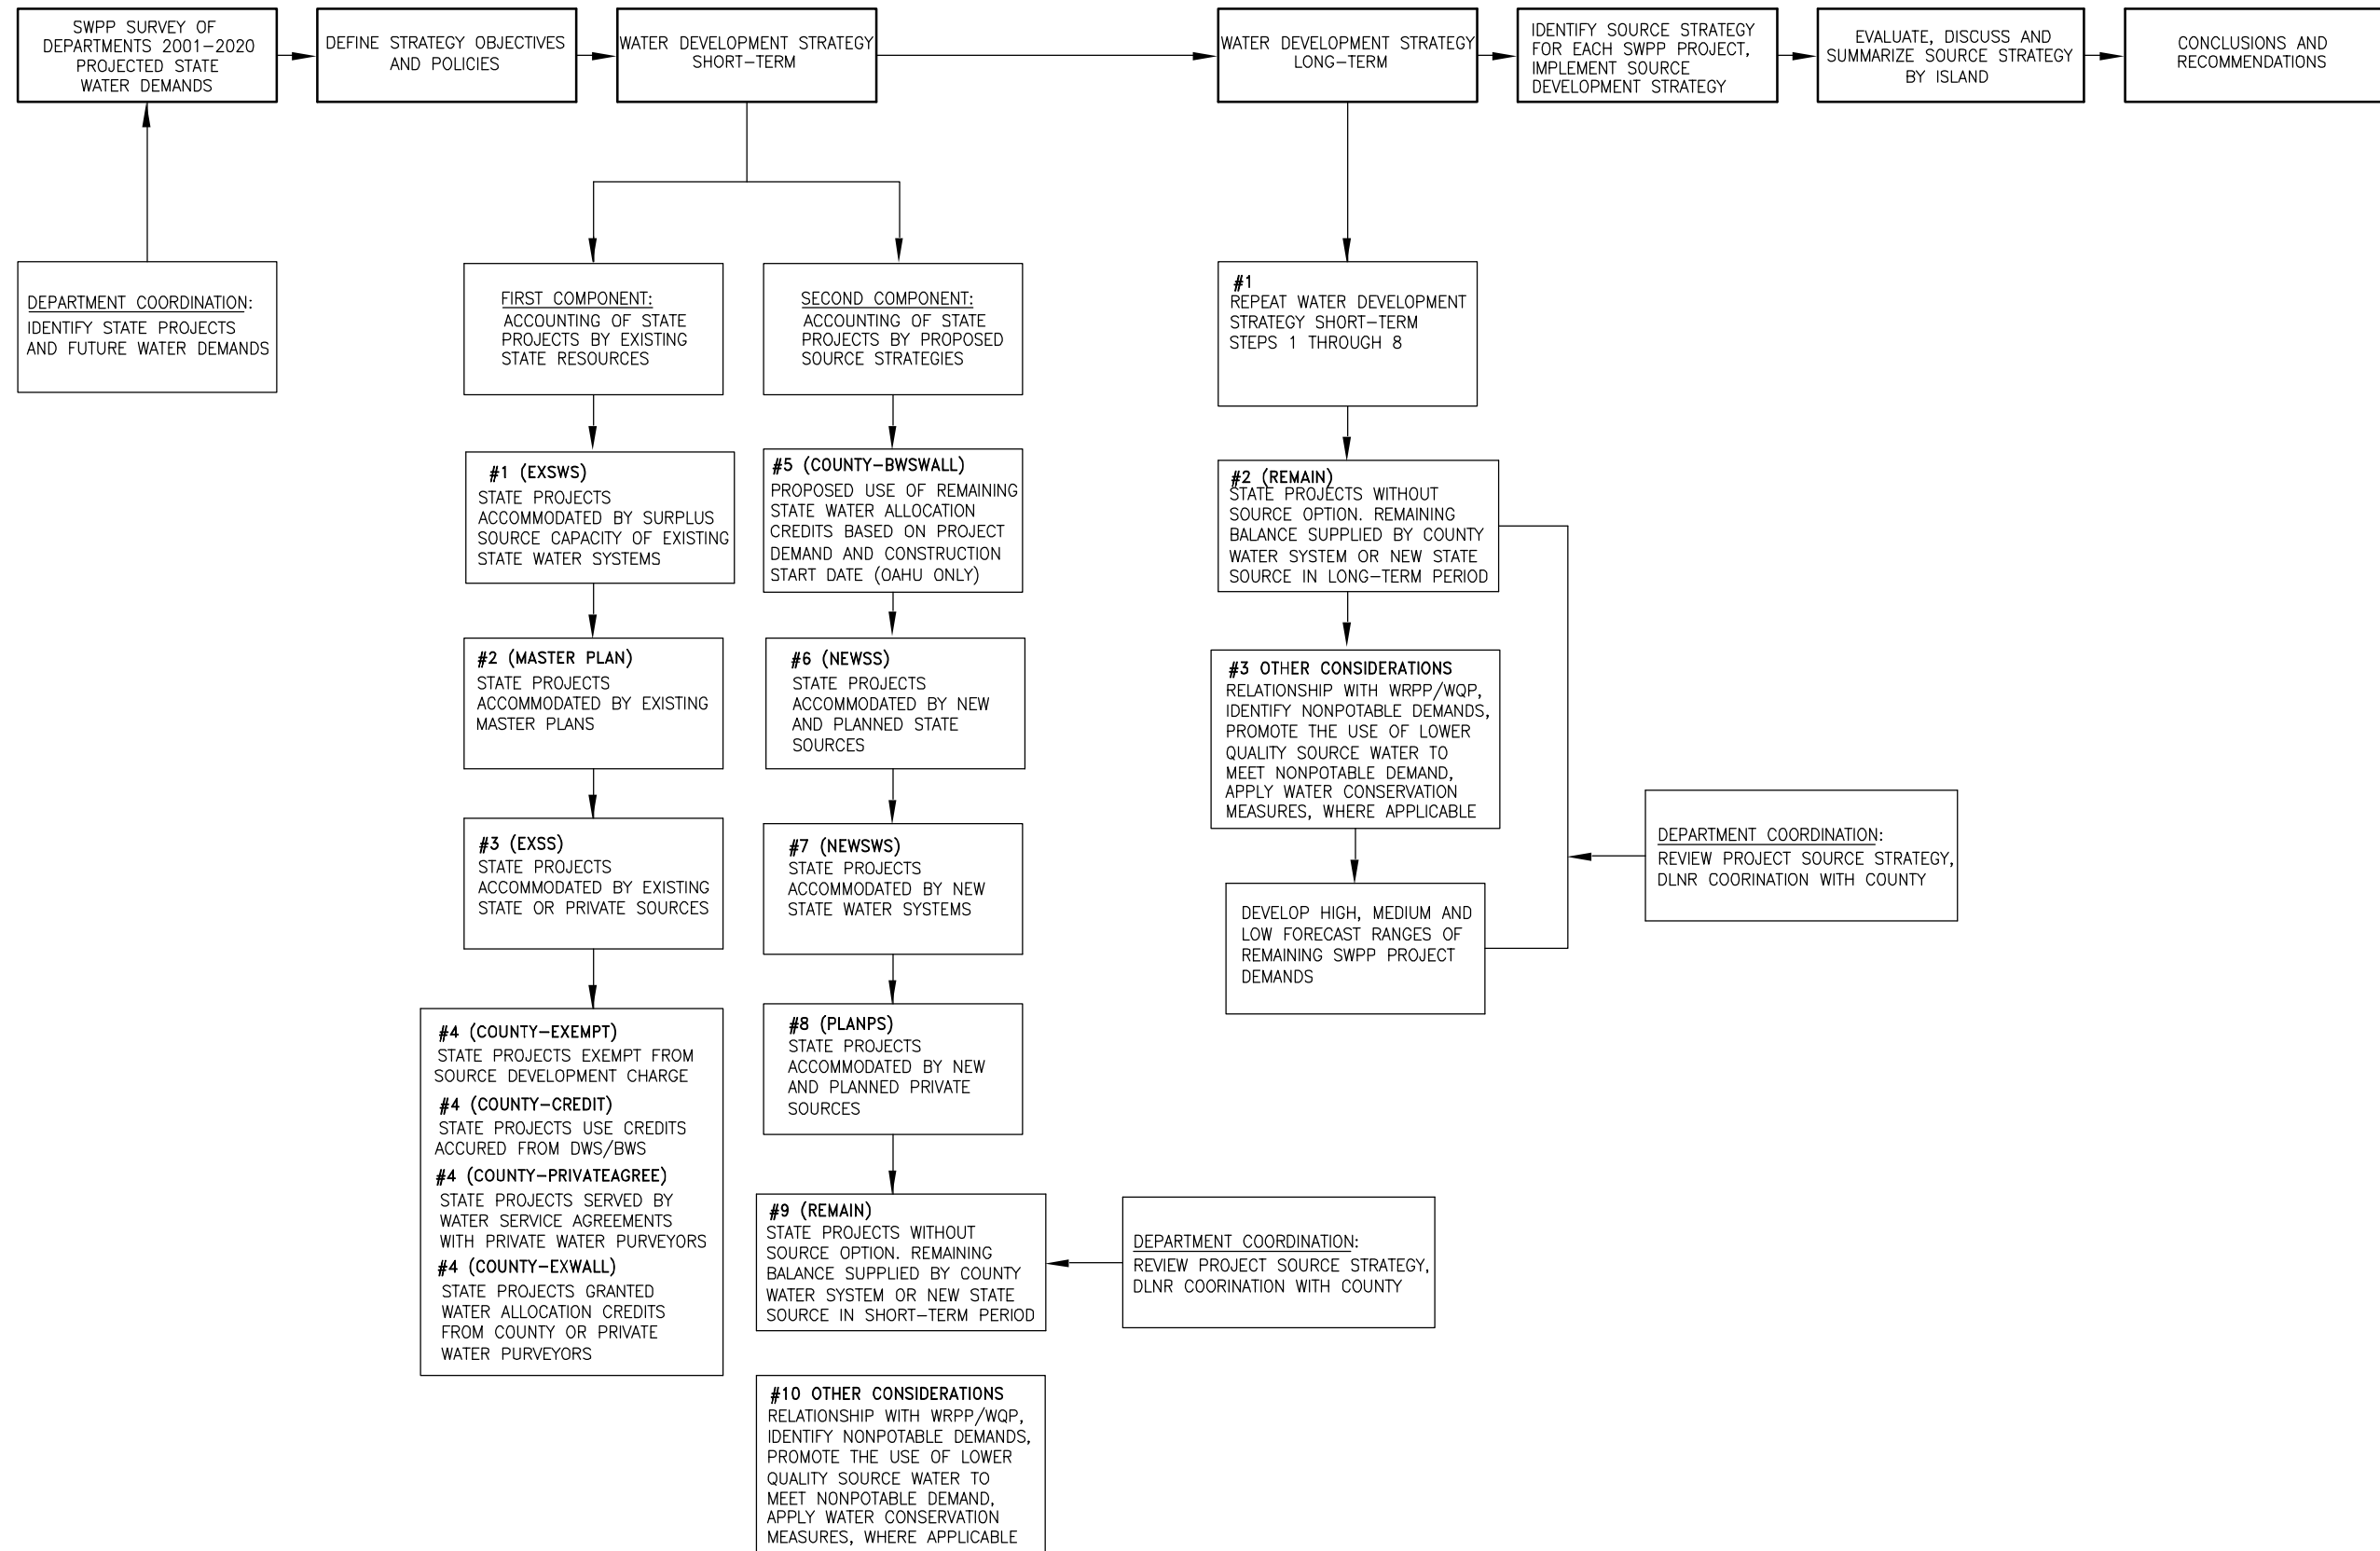 SWPP SURVEY OF
DEPARTMENTS 2001-2020
PROJECTED STATE
WATER DEMANDS
DEFINE STRATEGY OBJECTIVES
AND POLICIES
WATER DEVELOPMENT STRATEGY
SHORT-TERM
WATER DEVELOPMENT STRATEGY
LONG-TERM
IDENTIFY SOURCE STRATEGY
FOR EACH SWPP PROJECT,
IMPLEMENT SOURCE
DEVELOPMENT STRATEGY
EVALUATE, DISCUSS AND
SUMMARIZE SOURCE STRATEGY
BY ISLAND
CONCLUSIONS AND
RECOMMENDATIONS
DEPARTMENT COORDINATION:
IDENTIFY STATE PROJECTS
AND FUTURE WATER DEMANDS
FIRST COMPONENT:
ACCOUNTING OF STATE
PROJECTS BY EXISTING
STATE RESOURCES
#1 (EXSWS)
STATE PROJECTS
ACCOMMODATED BY SURPLUS
SOURCE CAPACITY OF EXISTING
STATE WATER SYSTEMS
#2 (MASTER PLAN)
STATE PROJECTS
ACCOMMODATED BY EXISTING
MASTER PLANS
#3 (EXSS)
STATE PROJECTS
ACCOMMODATED BY EXISTING
STATE OR PRIVATE SOURCES
#4 (COUNTY-EXEMPT)
STATE PROJECTS EXEMPT FROM
SOURCE DEVELOPMENT CHARGE
#4 (COUNTY-CREDIT)
STATE PROJECTS USE CREDITS
ACCURED FROM DWS/BWS
#4 (COUNTY-PRIVATEAGREE)
STATE PROJECTS SERVED BY
WATER SERVICE AGREEMENTS
WITH PRIVATE WATER PURVEYORS
#4 (COUNTY-EXWALL)
STATE PROJECTS GRANTED
WATER ALLOCATION CREDITS
FROM COUNTY OR PRIVATE
WATER PURVEYORS
SECOND COMPONENT:
ACCOUNTING OF STATE
PROJECTS BY PROPOSED
SOURCE STRATEGIES
#5 (COUNTY-BWSWALL)
PROPOSED USE OF REMAINING
STATE WATER ALLOCATION
CREDITS BASED ON PROJECT
DEMAND AND CONSTRUCTION
START DATE (OAHU ONLY)
#6 (NEWSS)
STATE PROJECTS
ACCOMMODATED BY NEW
AND PLANNED STATE
SOURCES
#7 (NEWSWS)
STATE PROJECTS
ACCOMMODATED BY NEW
STATE WATER SYSTEMS
#8 (PLANPS)
STATE PROJECTS
ACCOMMODATED BY NEW
AND PLANNED PRIVATE
SOURCES
#9 (REMAIN)
STATE PROJECTS WITHOUT
SOURCE OPTION. REMAINING
BALANCE SUPPLIED BY COUNTY
WATER SYSTEM OR NEW STATE
SOURCE IN SHORT-TERM PERIOD
DEPARTMENT COORDINATION:
REVIEW PROJECT SOURCE STRATEGY,
DLNR COORINATION WITH COUNTY
#10 OTHER CONSIDERATIONS
RELATIONSHIP WITH WRPP/WQP,
IDENTIFY NONPOTABLE DEMANDS,
PROMOTE THE USE OF LOWER
QUALITY SOURCE WATER TO
MEET NONPOTABLE DEMAND,
APPLY WATER CONSERVATION
MEASURES, WHERE APPLICABLE
#1
REPEAT WATER DEVELOPMENT
STRATEGY SHORT-TERM
STEPS 1 THROUGH 8
#2 (REMAIN)
STATE PROJECTS WITHOUT
SOURCE OPTION. REMAINING
BALANCE SUPPLIED BY COUNTY
WATER SYSTEM OR NEW STATE
SOURCE IN LONG-TERM PERIOD
#3 OTHER CONSIDERATIONS
RELATIONSHIP WITH WRPP/WQP,
IDENTIFY NONPOTABLE DEMANDS,
PROMOTE THE USE OF LOWER
QUALITY SOURCE WATER TO
MEET NONPOTABLE DEMAND,
APPLY WATER CONSERVATION
MEASURES, WHERE APPLICABLE
DEVELOP HIGH, MEDIUM AND
LOW FORECAST RANGES OF
REMAINING SWPP PROJECT
DEMANDS
DEPARTMENT COORDINATION:
REVIEW PROJECT SOURCE STRATEGY,
DLNR COORINATION WITH COUNTY